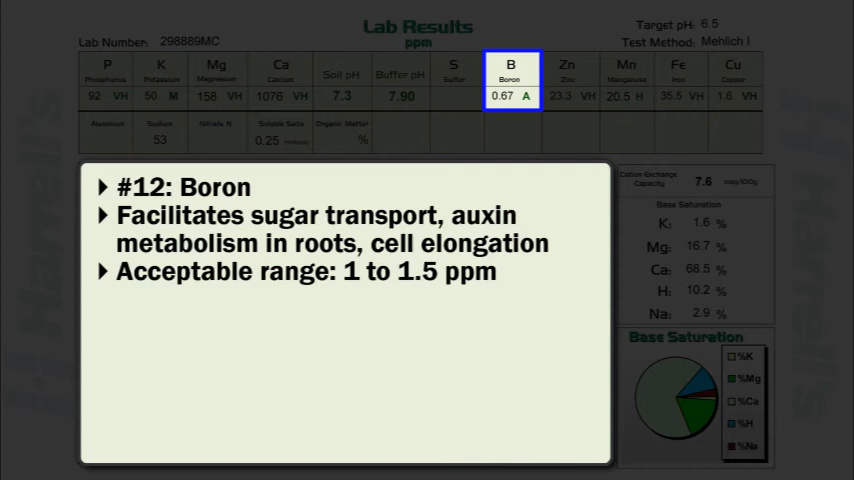 Lab Results
ppm
Target pH: 6.5
Lab Number: 298889MC
Test Method: Mehlich I
P K Mg Ca Soil pH Buffer pH S B Zn Mn Fe Cu
Phosphorus Potassium Magnesium Calcium Sulfur Boron Zinc Manganese Iron Copper
92 VH 50 M 158 VH 1076 VH 7.3 7.90 0.67 A 23.3 VH 20.5 H 35.5 VH 1.6 VH
Aluminum Sodium Nitrate N Soluble Salts Organic Matter
53 0.25 %
#12: Boron
Facilitates sugar transport, auxin
metabolism in roots, cell elongation
Acceptable range: 1 to 1.5 ppm
Cation Exchange
Capacity 7.6 meq/100g
Base Saturation
K: 1.6 %
Mg: 16.7 %
Ca: 68.5 %
H: 10.2 %
Na: 2.9 %
Base Saturation
%K
%Mg
%Ca
%H
%Na
Harrell's
Harrell's